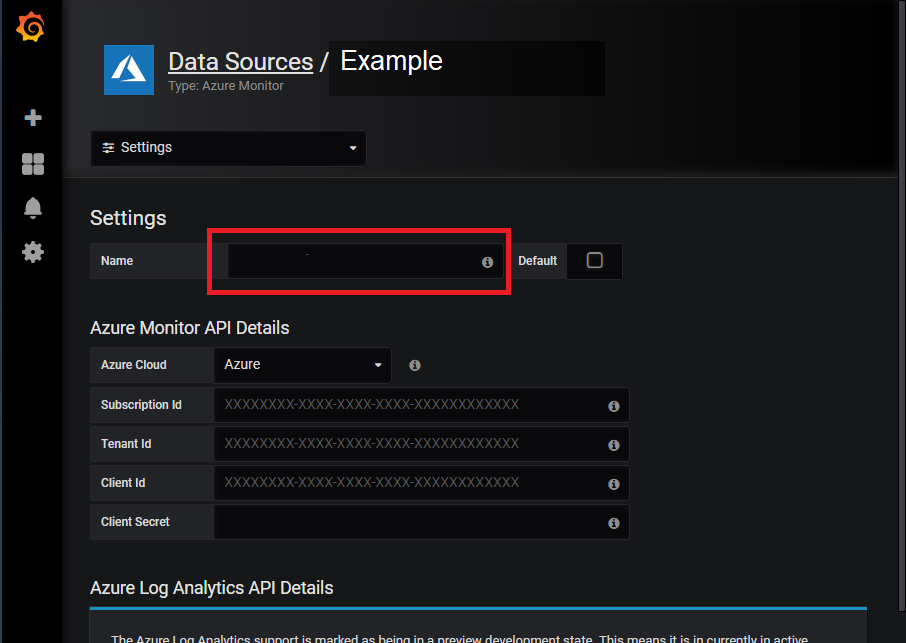 Data Sources / Example
Type: Azure Monitor
Settings
Settings
Name
Default
Azure Monitor API Details
Azure Cloud Azure
Subscription Id XXXXXXXX-XXXX-XXXX-XXXX-XXXXXXXXXXXX
Tenant Id XXXXXXXX-XXXX-XXXX-XXXX-XXXXXXXXXXXX
Client Id XXXXXXXX-XXXX-XXXX-XXXX-XXXXXXXXXXXX
Client Secret
Azure Log Analytics API Details
The Azure Log Analytics support is marked as being in a preview development state. This means it is in currently in active